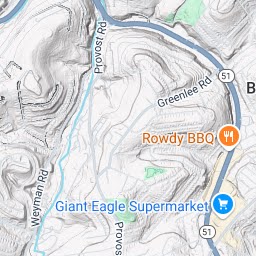 Provost Rd
Greenlee Rd
51
B
Rowdy BBQ
Weyman Rd
Giant Eagle Supermarket
Provos
51